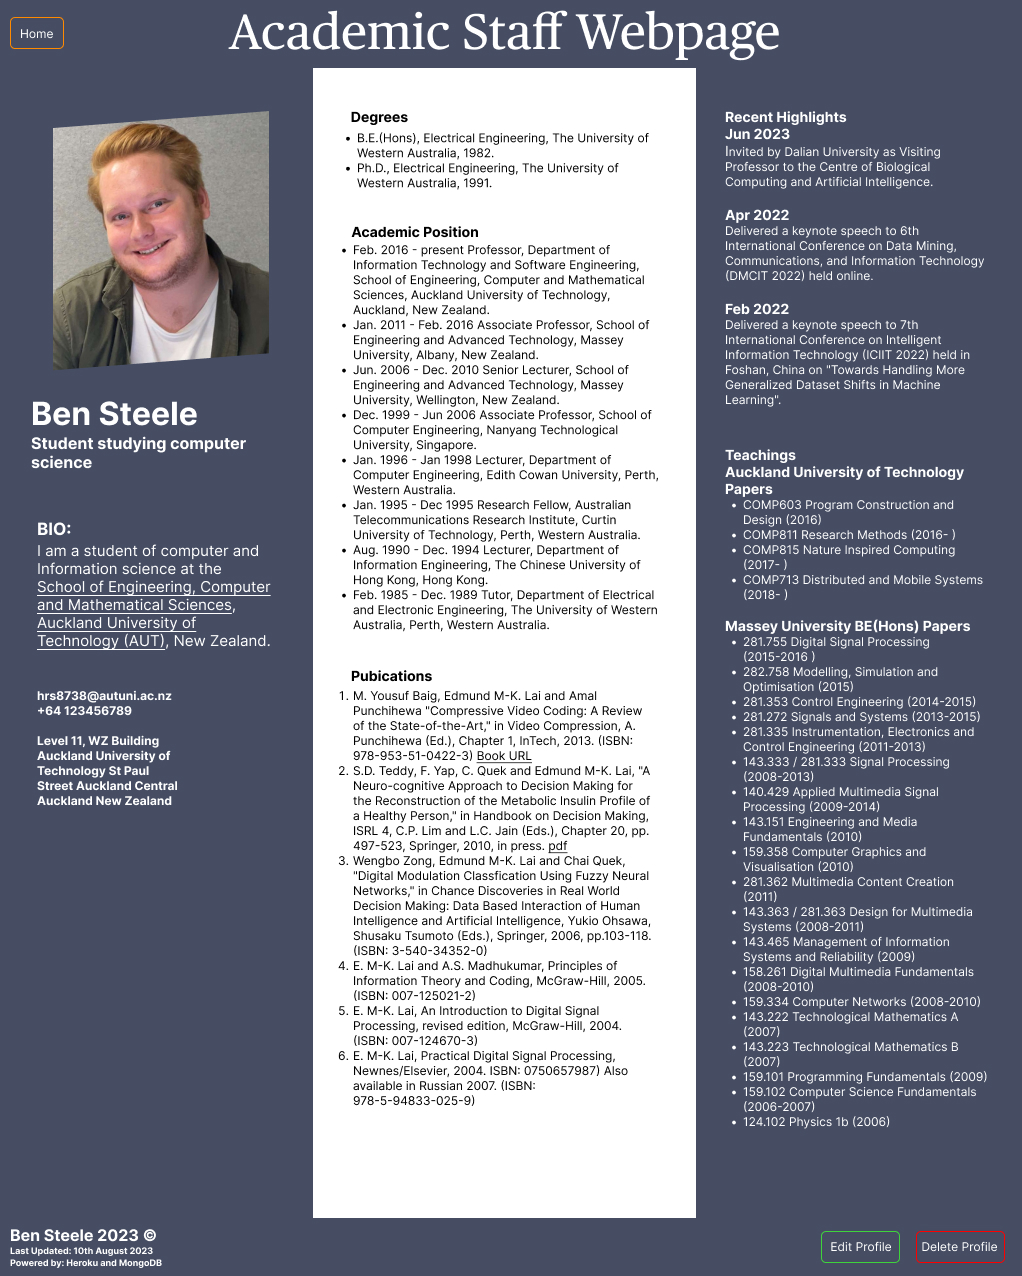 Home
Academic Staff Webpage
Ben Steele
Student studying computer
science
BIO:
I am a student of computer and
Information science at the
School of Engineering, Computer
and Mathematical Sciences,
Auckland University of
Technology (AUT), New Zealand.
hrs8738@autuni.ac.nz
+64 123456789
Level 11, WZ Building
Auckland University of
Technology St Paul
Street Auckland Central
Auckland New Zealand
Degrees
• B.E.(Hons), Electrical Engineering, The University of
Western Australia, 1982.
• Ph.D., Electrical Engineering, The University of
Western Australia, 1991.
Academic Position
• Feb. 2016 - present Professor, Department of
Information Technology and Software Engineering,
School of Engineering, Computer and Mathematical
Sciences, Auckland University of Technology,
Auckland, New Zealand.
• Jan. 2011 - Feb. 2016 Associate Professor, School of
Engineering and Advanced Technology, Massey
University, Albany, New Zealand.
• Jun. 2006 - Dec. 2010 Senior Lecturer, School of
Engineering and Advanced Technology, Massey
University, Wellington, New Zealand.
• Dec. 1999 - Jun 2006 Associate Professor, School of
Computer Engineering, Nanyang Technological
University, Singapore.
• Jan. 1996 - Jan 1998 Lecturer, Department of
Computer Engineering, Edith Cowan University, Perth,
Western Australia.
• Jan. 1995 - Dec 1995 Research Fellow, Australian
Telecommunications Research Institute, Curtin
University of Technology, Perth, Western Australia.
• Aug. 1990 - Dec. 1994 Lecturer, Department of
Information Engineering, The Chinese University of
Hong Kong, Hong Kong.
• Feb. 1985 - Dec. 1989 Tutor, Department of Electrical
and Electronic Engineering, The University of Western
Australia, Perth, Western Australia.
Pubications
1. M. Yousuf Baig, Edmund M-K. Lai and Amal
Punchihewa "Compressive Video Coding: A Review
of the State-of-the-Art," in Video Compression, A.
Punchihewa (Ed.), Chapter 1, InTech, 2013. (ISBN:
978-953-51-0422-3) Book URL
2. S.D. Teddy, F. Yap, C. Quek and Edmund M-K. Lai, "A
Neuro-cognitive Approach to Decision Making for
the Reconstruction of the Metabolic Insulin Profile of
a Healthy Person," in Handbook on Decision Making,
ISRL 4, C.P. Lim and L.C. Jain (Eds.), Chapter 20, pp.
497-523, Springer, 2010, in press. pdf
3. Wengbo Zong, Edmund M-K. Lai and Chai Quek,
"Digital Modulation Classfication Using Fuzzy Neural
Networks," in Chance Discoveries in Real World
Decision Making: Data Based Interaction of Human
Intelligence and Artificial Intelligence, Yukio Ohsawa,
Shusaku Tsumoto (Eds.), Springer, 2006, pp.103-118.
(ISBN: 3-540-34352-0)
4. E. M-K. Lai and A.S. Madhukumar, Principles of
Information Theory and Coding, McGraw-Hill, 2005.
(ISBN: 007-125021-2)
5. E. M-K. Lai, An Introduction to Digital Signal
Processing, revised edition, McGraw-Hill, 2004.
(ISBN: 007-124670-3)
6. E. M-K. Lai, Practical Digital Signal Processing,
Newnes/Elsevier, 2004. ISBN: 0750657987) Also
available in Russian 2007. (ISBN:
978-5-94833-025-9)
Recent Highlights
Jun 2023
Invited by Dalian University as Visiting
Professor to the Centre of Biological
Computing and Artificial Intelligence.
Apr 2022
Delivered a keynote speech to 6th
International Conference on Data Mining,
Communications, and Information Technology
(DMCIT 2022) held online.
Feb 2022
Delivered a keynote speech to 7th
International Conference on Intelligent
Information Technology (ICIIT 2022) held in
Foshan, China on "Towards Handling More
Generalized Dataset Shifts in Machine
Learning".
Teachings
Auckland University of Technology
Papers
• COMP603 Program Construction and
Design (2016)
• COMP811 Research Methods (2016- )
• COMP815 Nature Inspired Computing
(2017- )
• COMP713 Distributed and Mobile Systems
(2018- )
Massey University BE(Hons) Papers
• 281.755 Digital Signal Processing
(2015-2016 )
• 282.758 Modelling, Simulation and
Optimisation (2015)
• 281.353 Control Engineering (2014-2015)
• 281.272 Signals and Systems (2013-2015)
• 281.335 Instrumentation, Electronics and
Control Engineering (2011-2013)
• 143.333 / 281.333 Signal Processing
(2008-2013)
• 140.429 Applied Multimedia Signal
Processing (2009-2014)
• 143.151 Engineering and Media
Fundamentals (2010)
• 159.358 Computer Graphics and
Visualisation (2010)
• 281.362 Multimedia Content Creation
(2011)
• 143.363 / 281.363 Design for Multimedia
Systems (2008-2011)
• 143.465 Management of Information
Systems and Reliability (2009)
• 158.261 Digital Multimedia Fundamentals
(2008-2010)
• 159.334 Computer Networks (2008-2010)
• 143.222 Technological Mathematics A
(2007)
• 143.223 Technological Mathematics B
(2007)
• 159.101 Programming Fundamentals (2009)
• 159.102 Computer Science Fundamentals
(2006-2007)
• 124.102 Physics 1b (2006)
Ben Steele 2023 ©
Last Updated: 10th August 2023
Powered by: Heroku and MongoDB
Edit Profile
Delete Profile